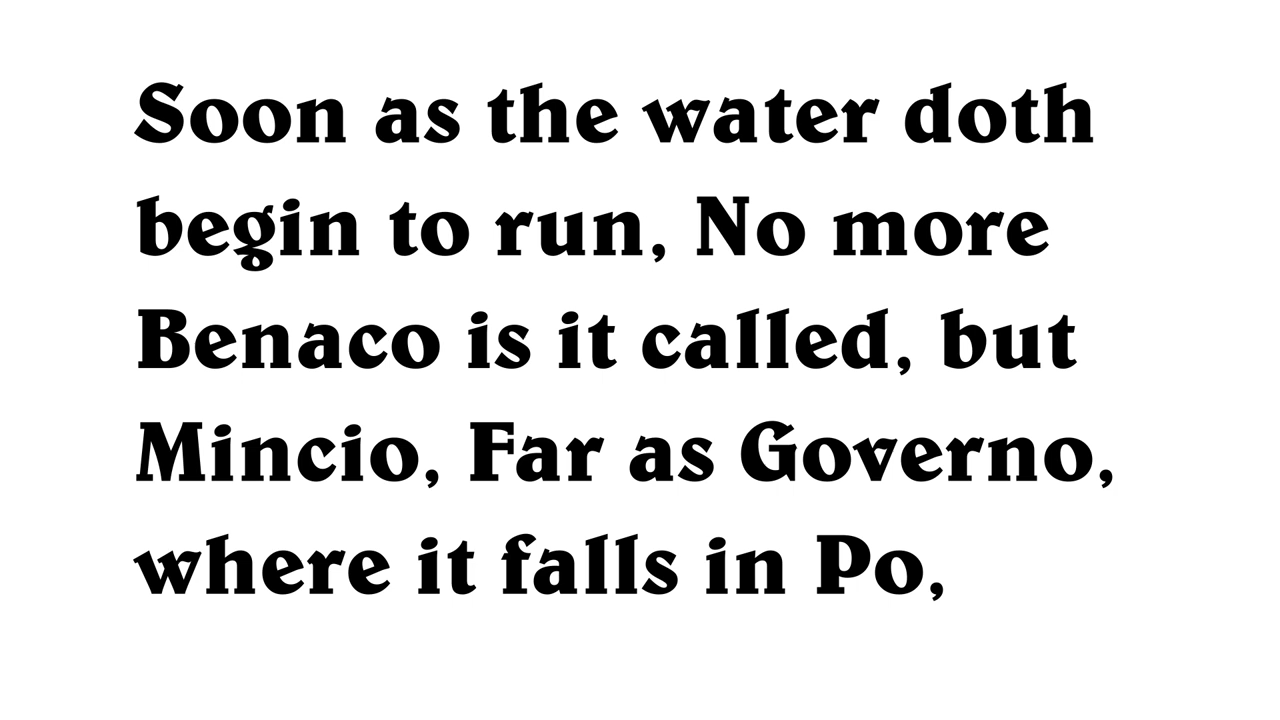 Soon as the water doth
begin to run, No more
Benaco is it called, but
Mincio, Far as Governo,
where it falls in Po,